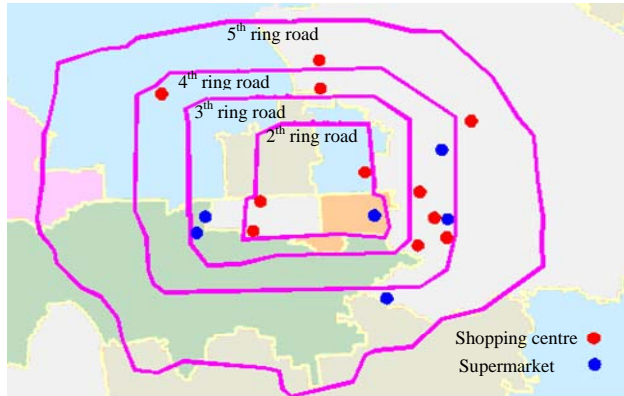 5th ring road
4th ring road
3th ring road
2th ring road
Shopping centre
Supermarket